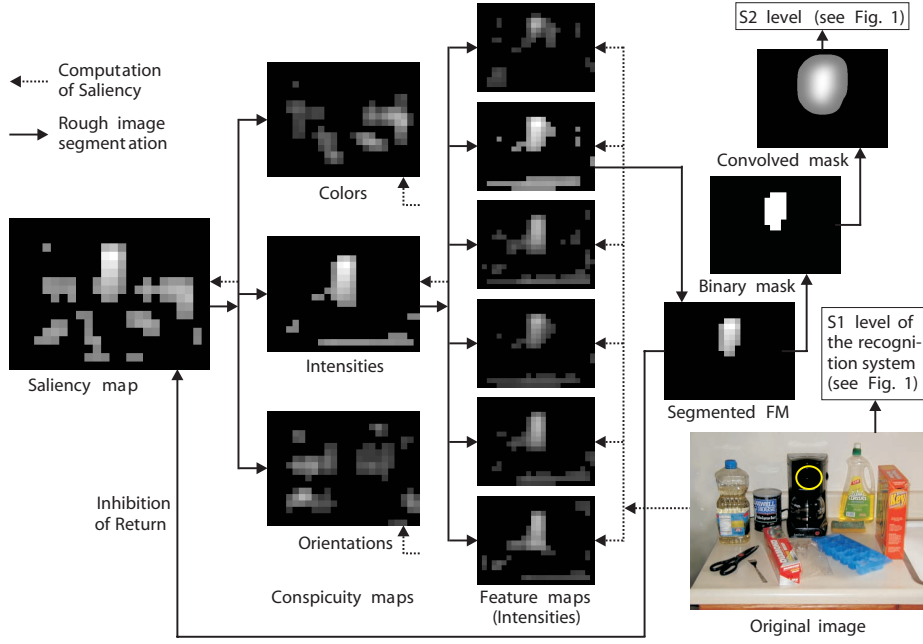 S2 level (see Fig. 1)
Computation
of Saliency
Rough image
segmentation
Colors
Convolved mask
Binary mask
S1 level of
the recogni-
tion system
(see Fig. 1)
Saliency map
Intensities
Segmented FM
Inhibition
of Return
Orientations
Conspicuity maps
Feature maps
(Intensities)
Original image